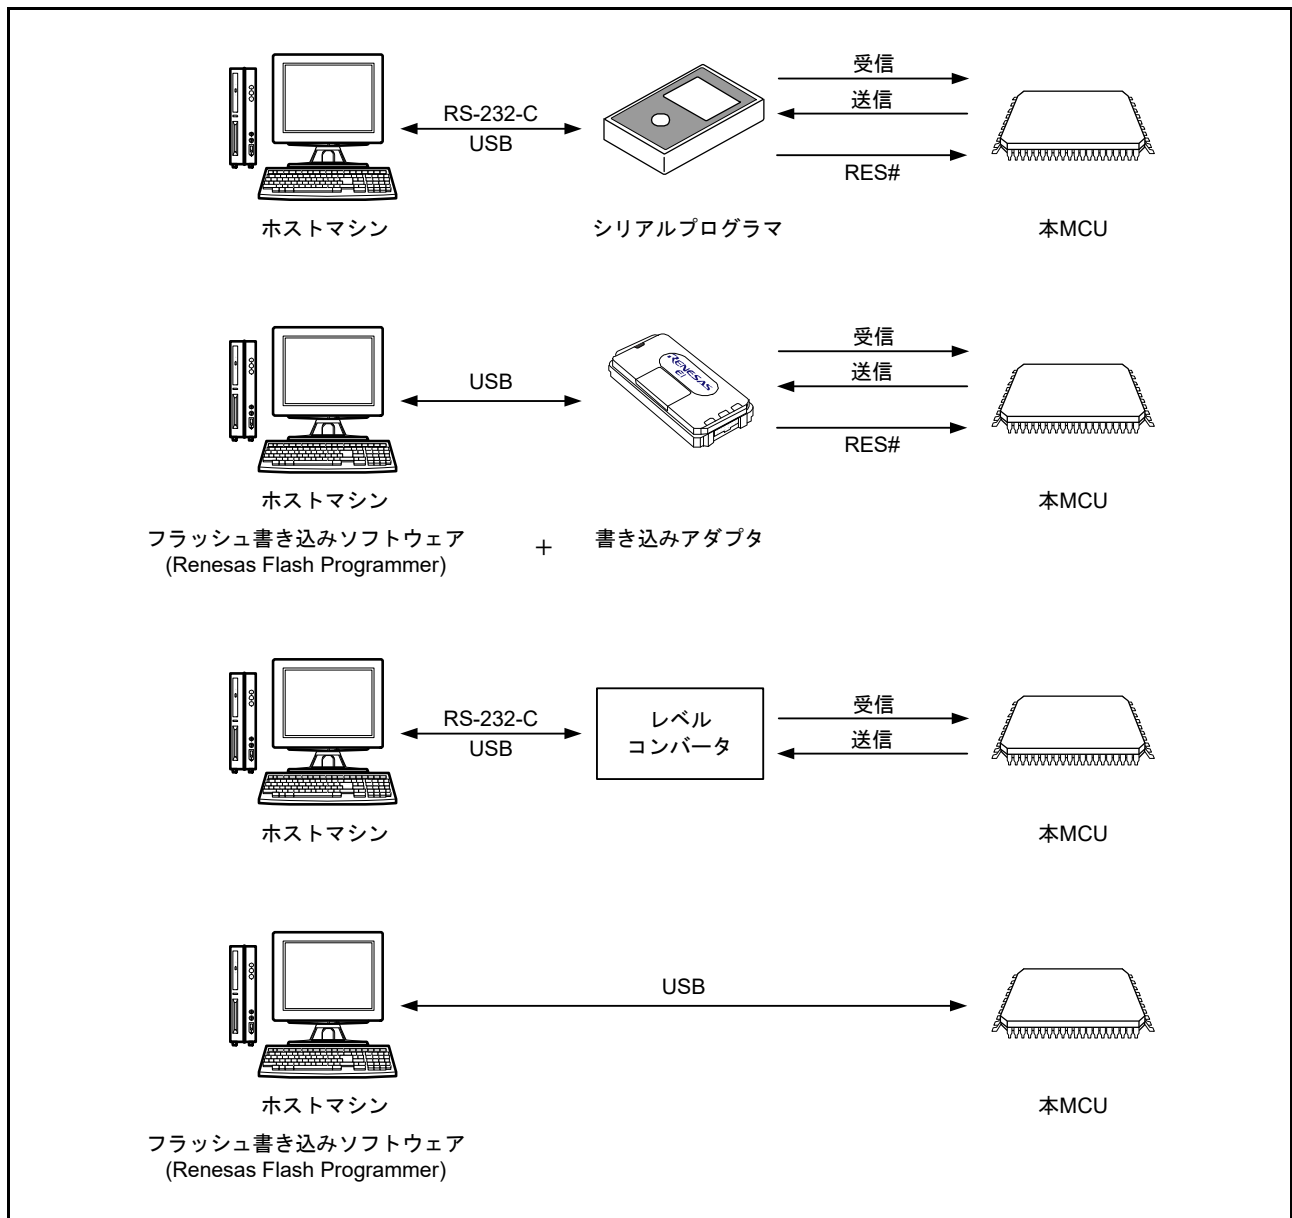 受信
送信
RS-232-C
USB
RES#
ホストマシン
シリアルプログラマ
本MCU
受信
送信
USB
RENESAS
E1
RES#
ホストマシン
本MCU
フラッシュ書き込みソフトウェア
(Renesas Flash Programmer)
+
書き込みアダプタ
受信
送信
RS-232-C
USB
レベル
コンバータ
ホストマシン
本MCU
USB
ホストマシン
本MCU
フラッシュ書き込みソフトウェア
(Renesas Flash Programmer)